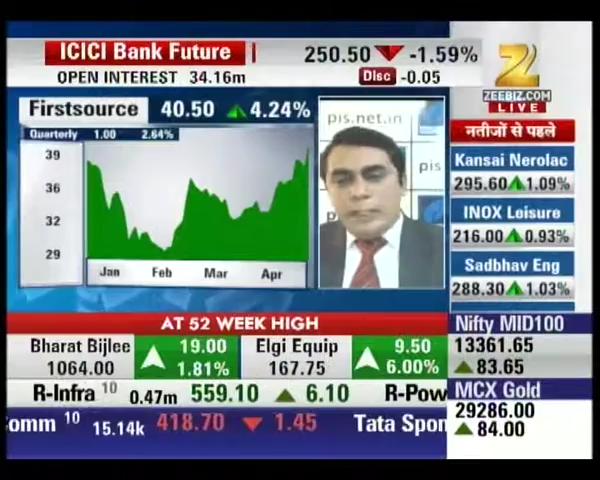 ICICI Bank Future 250.50 -1.59%
OPEN INTEREST 34.16m Disc -0.05
ZEEBIZ.COM
LIVE
Firstsource 40.50 4.24%
Quarterly 1.00 2.64%
39
36
32
29
Jan Feb Mar Apr
pis.net.in
pis
नतीजों से पहले
Kansai Nerolac
295.60 1.09%
INOX Leisure
216.00 0.93%
Sadbhav Eng
288.30 1.03%
AT 52 WEEK HIGH
Bharat Bijlee 19.00 Elgi Equip 9.50
1064.00 1.81% 167.75 6.00%
R-Infra 10 0.47m 559.10 6.10 R-Pow
Comm 10 15.14k 418.70 1.45 Tata Spon
Nifty MID100
13361.65
83.65
MCX Gold
29286.00
84.00